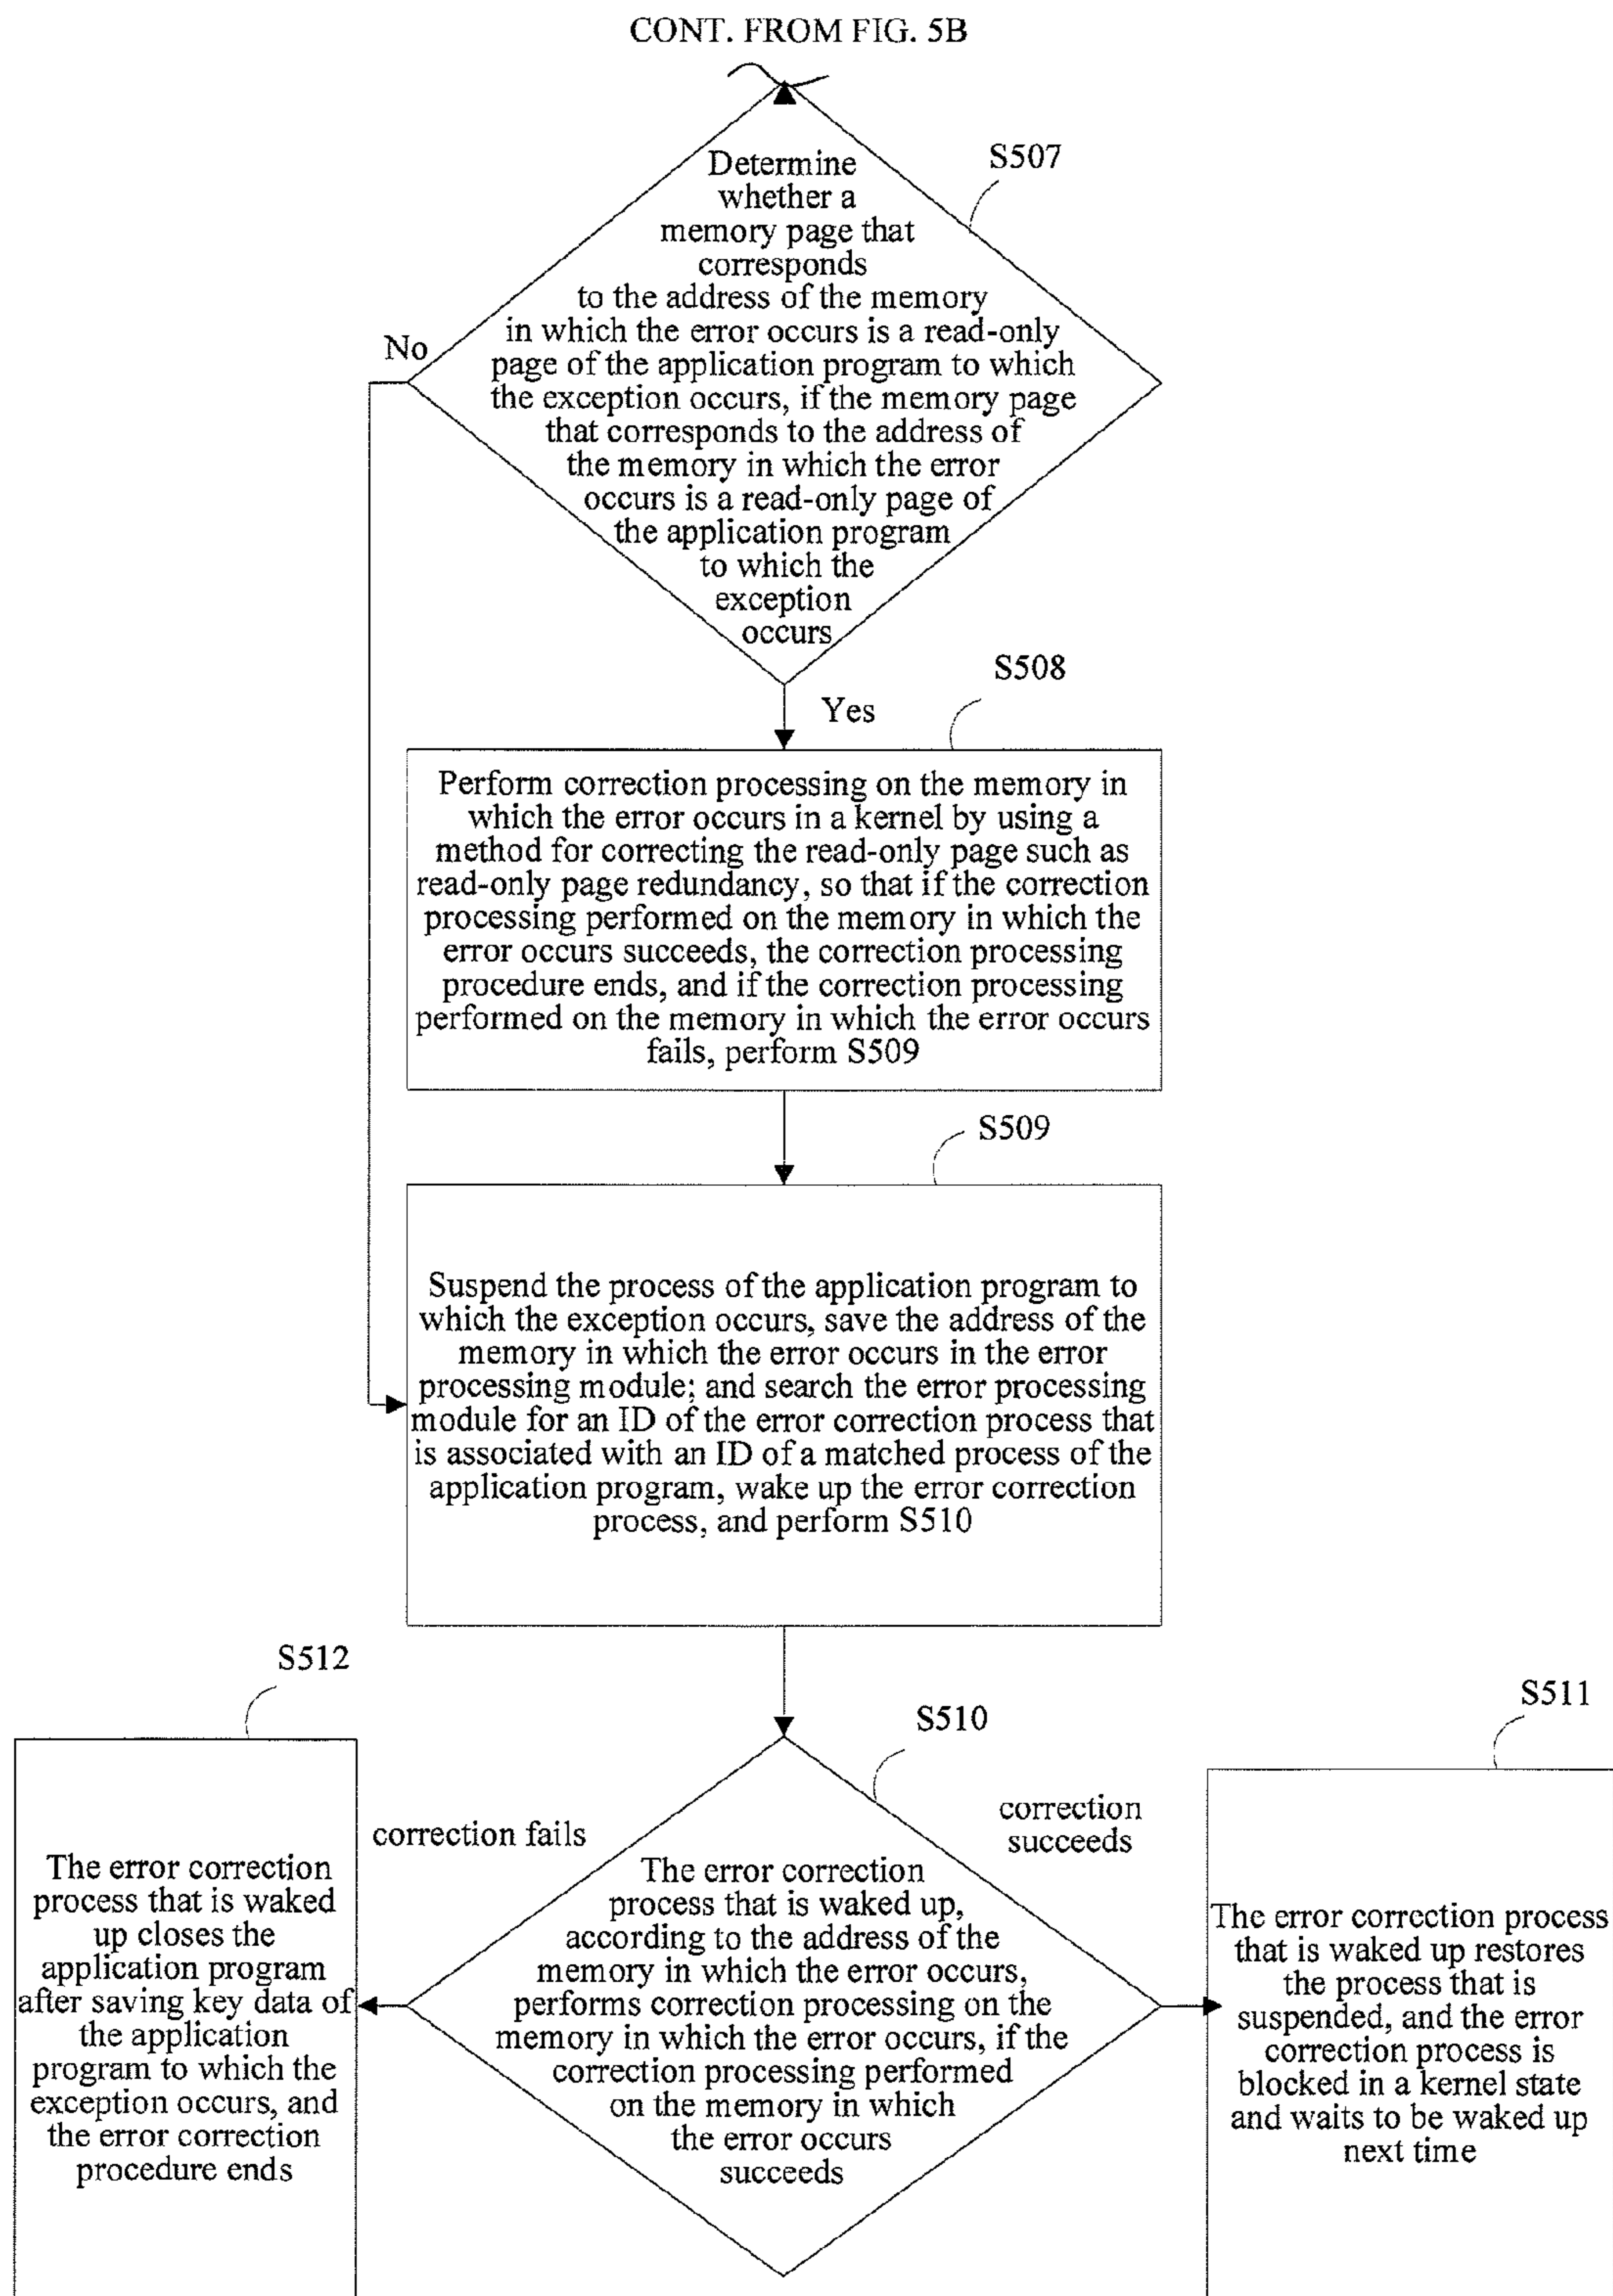 CONT. FROM FIG. 5B
S507
Determine
whether a
memory page that
corresponds
to the address of the memory
in which the error occurs is a read-only
page of the application program to which
the exception occurs, if the memory page
that corresponds to the address of
the memory in which the error
occurs is a read-only page of
the application program
to which the
exception
occurs
No
Yes
S508
Perform correction processing on the memory in
which the error occurs in a kernel by using a
method for correcting the read-only page such as
read-only page redundancy, so that if the correction
processing performed on the memory in which the
error occurs succeeds, the correction processing
procedure ends, and if the correction processing
performed on the memory in which the error occurs
fails, perform S509
S509
Suspend the process of the application program to
which the exception occurs, save the address of the
memory in which the error occurs in the error
processing module; and search the error processing
module for an ID of the error correction process that
is associated with an ID of a matched process of the
application program, wake up the error correction
process, and perform S510
S512
The error correction
process that is waked
up closes the
application program
after saving key data of
the application
program to which the
exception occurs, and
the error correction
procedure ends
correction fails
S510
The error correction
process that is waked up,
according to the address of the
memory in which the error occurs,
performs correction processing on the
memory in which the error occurs, if the
correction processing performed
on the memory in which
the error occurs
succeeds
correction
succeeds
S511
The error correction process
that is waked up restores
the process that is
suspended, and the error
correction process is
blocked in a kernel state
and waits to be waked up
next time